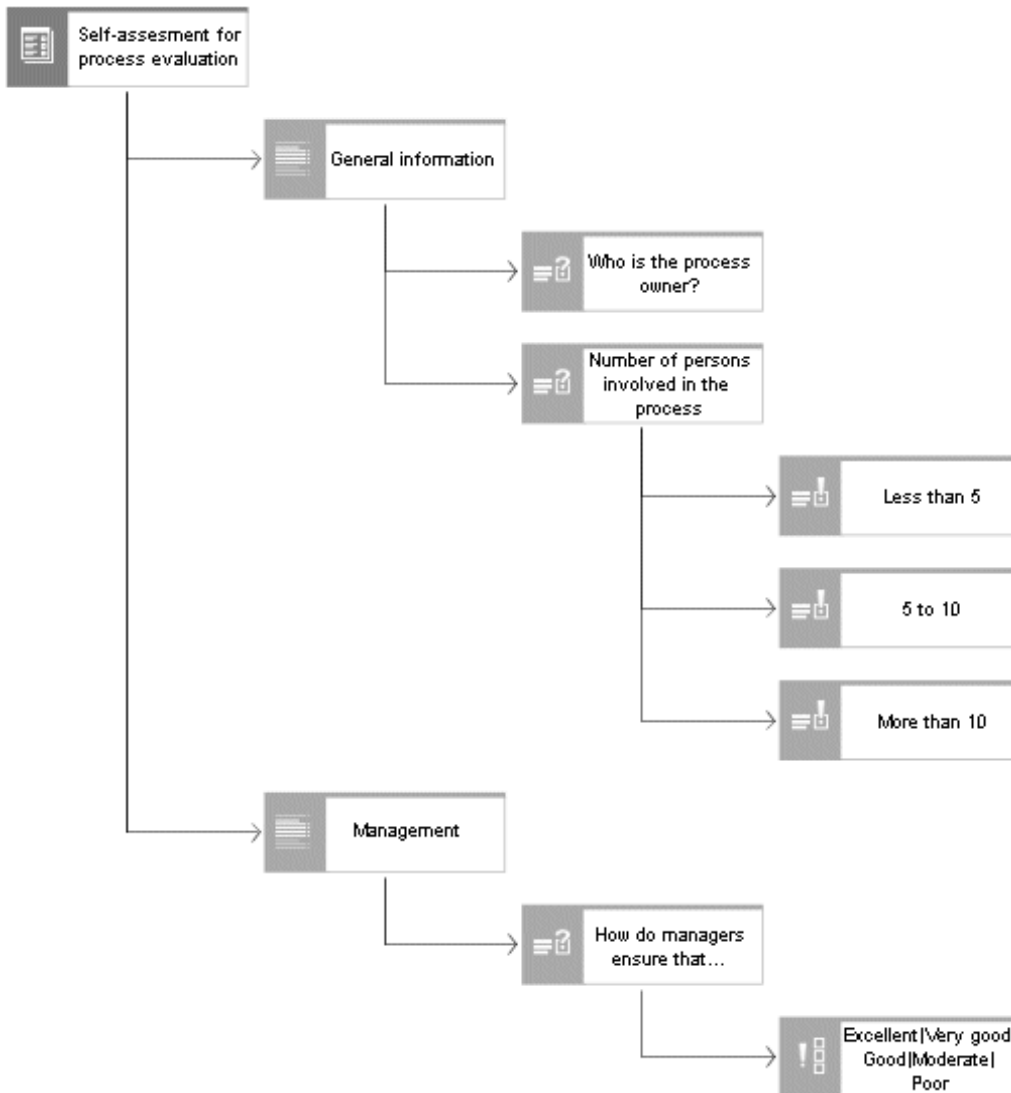 Self-assesment for
process evaluation
General information
Who is the process
owner?
Number of persons
involved in the
process
Less than 5
5 to 10
More than 10
Management
How do managers
ensure that...
Excellent|Very good
Good|Moderate|
Poor